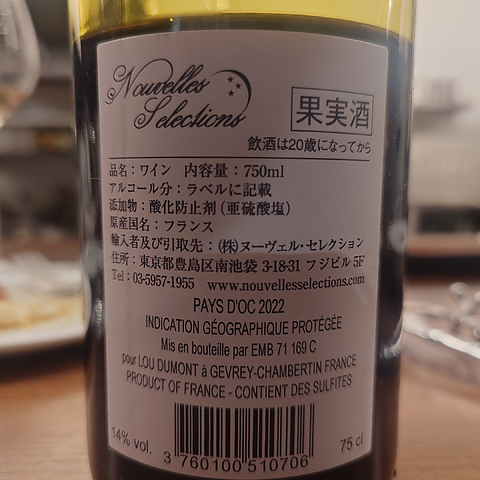 Nouvelles
Selections
果実酒
飲酒は20歳になってから
品名：ワイン 内容量：750ml
アルコール分：ラベルに記載
添加物：酸化防止剤（亜硫酸塩）
原産国名：フランス
輸入者及び引取先：(株)ヌーヴェル・セレクション
住所：東京都豊島区南池袋 3-18-31 フジビル 5F
Tel：03-5957-1955 www.nouvellesselections.com
PAYS D'OC 2022
INDICATION GÉOGRAPHIQUE PROTÉGÉE
Mis en bouteille par EMB 71 169 C
pour LOU DUMONT à GEVREY-CHAMBERTIN FRANCE
PRODUCT OF FRANCE - CONTIENT DES SULFITES
14% vol.
3 760100 510706
75 cl